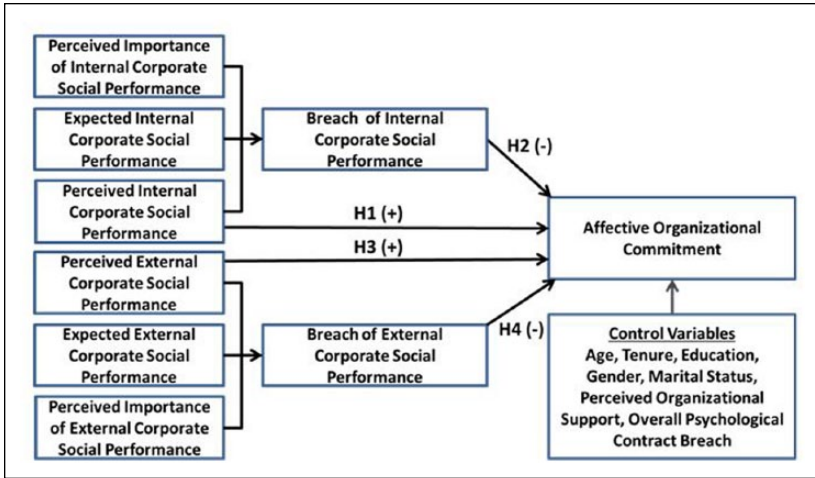 Perceived Importance
of Internal Corporate
Social Performance
Expected Internal
Corporate Social
Performance
Perceived Internal
Corporate Social
Performance
Perceived External
Corporate Social
Performance
Expected External
Corporate Social
Performance
Perceived Importance
of External Corporate
Social Performance
Breach of Internal
Corporate Social
Performance
H2 (-)
H1 (+)
H3 (+)
Breach of External
Corporate Social
Performance
H4 (-)
Affective Organizational
Commitment
Control Variables
Age, Tenure, Education,
Gender, Marital Status,
Perceived Organizational
Support, Overall Psychological
Contract Breach